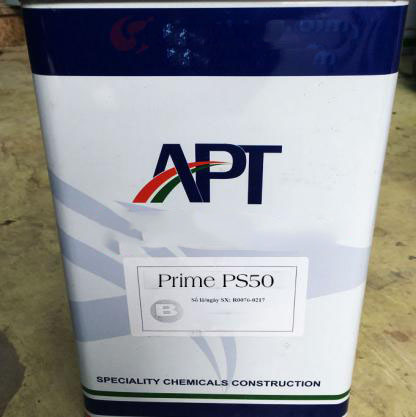 APT
Prime PS50
Số lô/ngày SX: R0076-0217
B
SPECIALITY CHEMICALS CONSTRUCTION